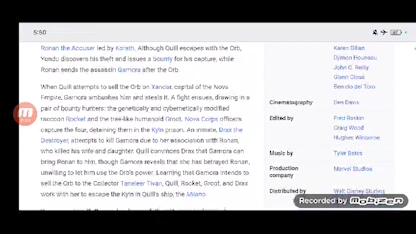 5:50
Ronan the Accuser led by Korath. Although Quill escapes with the Orb,
Yondu discovers his theft and issues a bounty for his capture, while
Ronan sends the assassin Gamora after the Orb.
When Quill attempts to sell the Orb on Xandar, capital of the Nova
Empire, Gamora ambushes him and steals it. A fight ensues, drawing in a
pair of bounty hunters: the genetically and cybernetically modified
raccoon Rocket and the tree-like humanoid Groot. Nova Corps officers
capture the four, detaining them in the Kyln prison. An inmate, Drax the
Destroyer, attempts to kill Gamora due to her association with Ronan,
who killed his wife and daughter. Quill convinces Drax that Gamora can
bring Ronan to him, though Gamora reveals that she has betrayed Ronan,
unwilling to let him use the Orb's power. Learning that Gamora intends to
sell the Orb to the Collector Taneleer Tivan, Quill, Rocket, Groot, and Drax
work with her to escape the Kyln in Quill's ship, the Milano.
Karen Gillan
Djimon Hounsou
John C. Reilly
Glenn Close
Benicio del Toro
Cinematography Ben Davis
Edited by Fred Raskin
Craig Wood
Hughes Winborne
Music by Tyler Bates
Production company Marvel Studios
Distributed by Walt Disney Studios
Recorded by mobizen